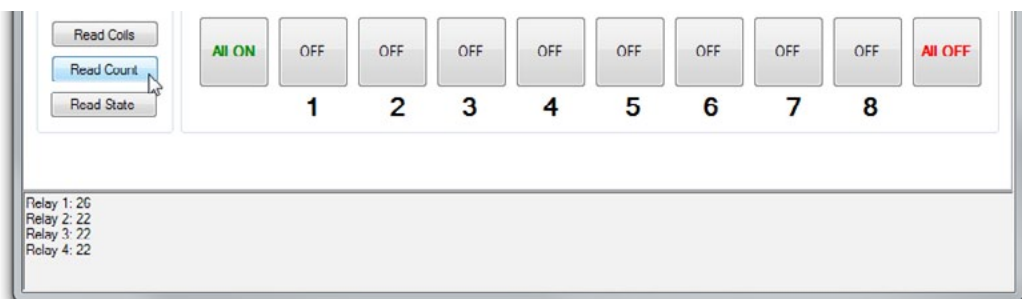 Read Coils
All ON OFF OFF OFF OFF OFF OFF OFF OFF All OFF
Read Count
Read State
1 2 3 4 5 6 7 8
Relay 1: 26
Relay 2: 22
Relay 3: 22
Relay 4: 22